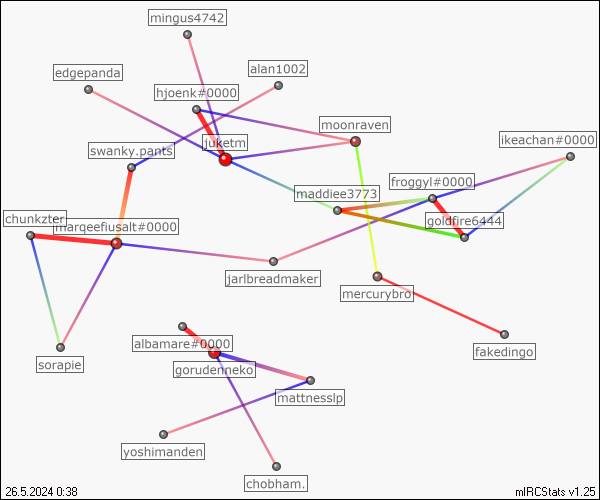 mingus4742
alan1002
edgepanda
hjoenk#0000
moonraven
juketm
ikeachan#0000
swanky.pants
froggyl#0000
maddiee3773
chunkzter
goldfire6444
marqeefiusalt#0000
jarlbreadmaker
mercurybro
albamare#0000
fakedingo
sorapie
gorudenneko
mattnesslp
yoshimanden
chobham.
26.5.2024 0:38
mIRCStats v1.25